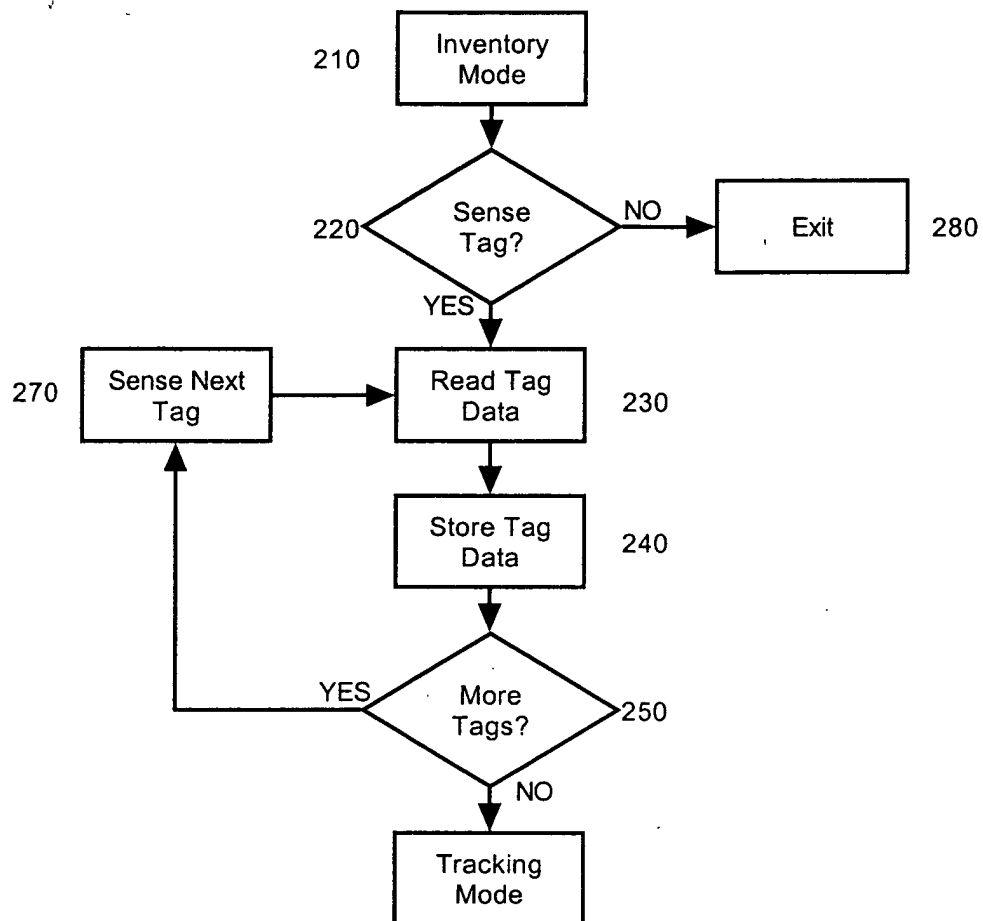 210
Inventory
Mode
220
Sense
Tag?
NO
Exit
280
YES
270
Sense Next
Tag
Read Tag
Data
230
Store Tag
Data
240
YES
More
Tags?
250
NO
Tracking
Mode